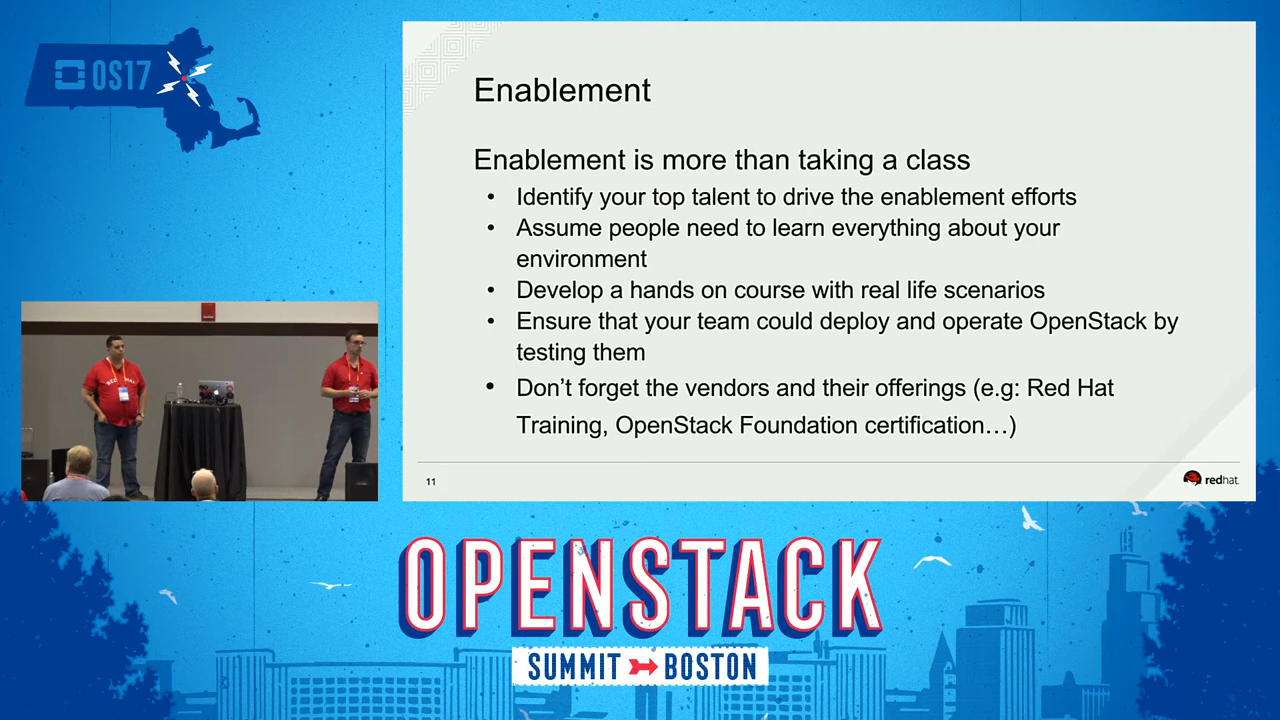 OS17
Enablement
Enablement is more than taking a class
• Identify your top talent to drive the enablement efforts
• Assume people need to learn everything about your
environment
• Develop a hands on course with real life scenarios
• Ensure that your team could deploy and operate OpenStack by
testing them
• Don’t forget the vendors and their offerings (e.g: Red Hat
Training, OpenStack Foundation certification…)
11
redhat.
RED HAT
OPENSTACK
SUMMIT BOSTON